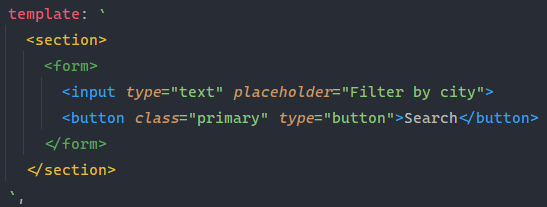 template: `
<section>
<form>
<input type="text" placeholder="Filter by city">
<button class="primary" type="button">Search</button>
</form>
</section>
`,